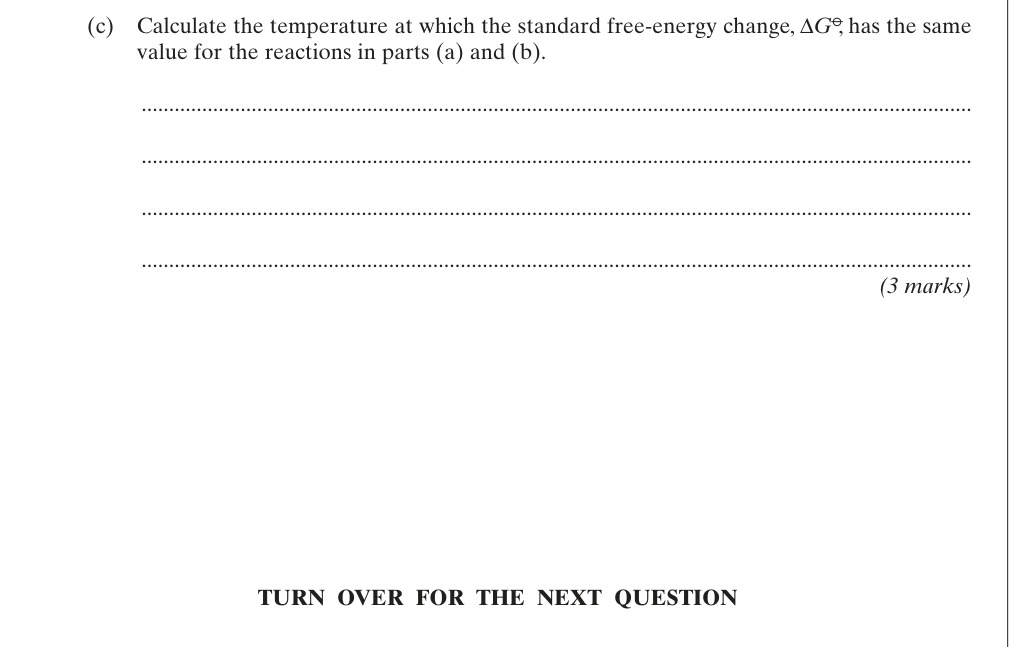 (c) Calculate the temperature at which the standard free-energy change, ΔG⦵, has the same
value for the reactions in parts (a) and (b).
................................................................................
................................................................................
................................................................................
................................................................................
(3 marks)
TURN OVER FOR THE NEXT QUESTION